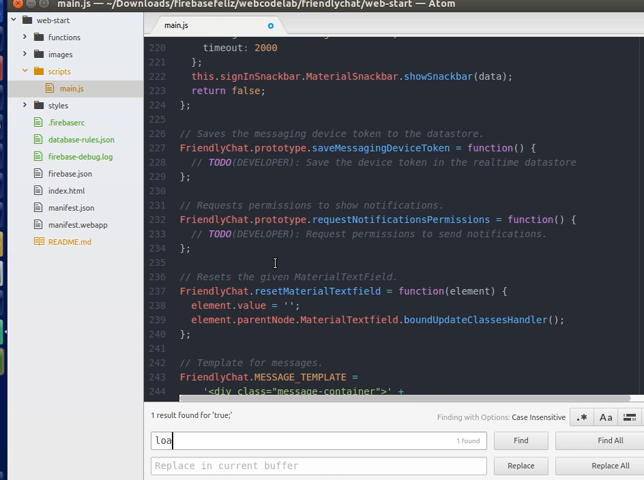 main.js — ~/Downloads/firebasefeliz/webcodelab/friendlychat/web-start — Atom
web-start
functions
images
scripts
main.js
styles
.firebaserc
database-rules.json
firebase-debug.log
firebase.json
index.html
manifest.json
manifest.webapp
README.md
main.js
220 timeout: 2000
221 };
222 this.signInSnackbar.MaterialSnackbar.showSnackbar(data);
223 return false;
224 };
225
226 // Saves the messaging device token to the datastore.
227 FriendlyChat.prototype.saveMessagingDeviceToken = function() {
228 // TODO(DEVELOPER): Save the device token in the realtime datastore
229 };
230
231 // Requests permissions to show notifications.
232 FriendlyChat.prototype.requestNotificationsPermissions = function() {
233 // TODO(DEVELOPER): Request permissions to send notifications.
234 };
235
236 // Resets the given MaterialTextField.
237 FriendlyChat.resetMaterialTextfield = function(element) {
238 element.value = '';
239 element.parentNode.MaterialTextfield.boundUpdateClassesHandler();
240 };
241
242 // Template for messages.
243 FriendlyChat.MESSAGE_TEMPLATE =
244 '<div class="message-container">' +
1 result found for 'true;'
Finding with Options: Case Insensitive
.* Aa
loa
1 found
Find
Find All
Replace in current buffer
Replace
Replace All